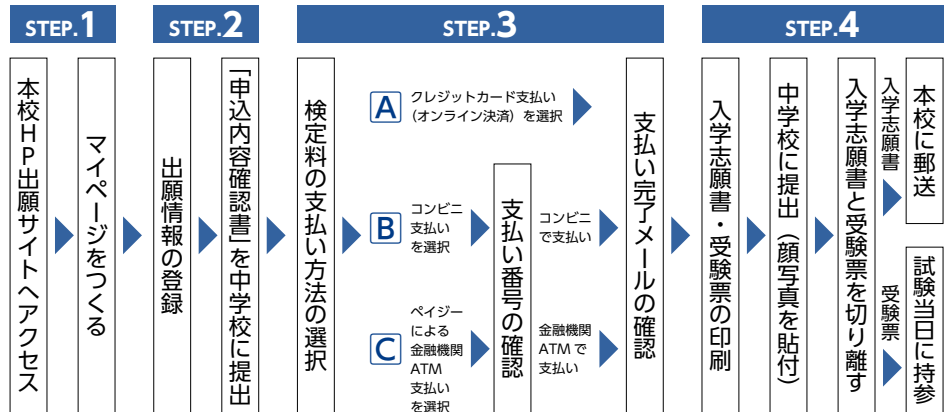 STEP.1
本校HP出願サイトへアクセス
マイページをつくる
STEP.2
出願情報の登録
「申込内容確認書」を中学校に提出
STEP.3
検定料の支払い方法の選択
A
クレジットカード支払い
(オンライン決済)を選択
B
コンビニ
支払い
を選択
C
ペイジー
による
金融機関
ATM
支払い
を選択
支払い番号の確認
コンビニ
で支払い
金融機関
ATMで
支払い
支払い完了メールの確認
STEP.4
入学志願書・受験票の印刷
中学校に提出(顔写真を貼付)
入学志願書と受験票を切り離す
入学志願書
本校に郵送
受験票
試験当日に持参